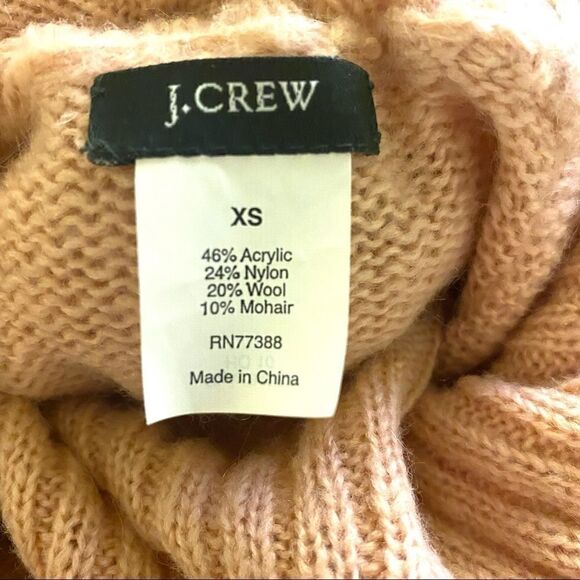 J.CREW
XS
46% Acrylic
24% Nylon
20% Wool
10% Mohair
RN77388
Made in China